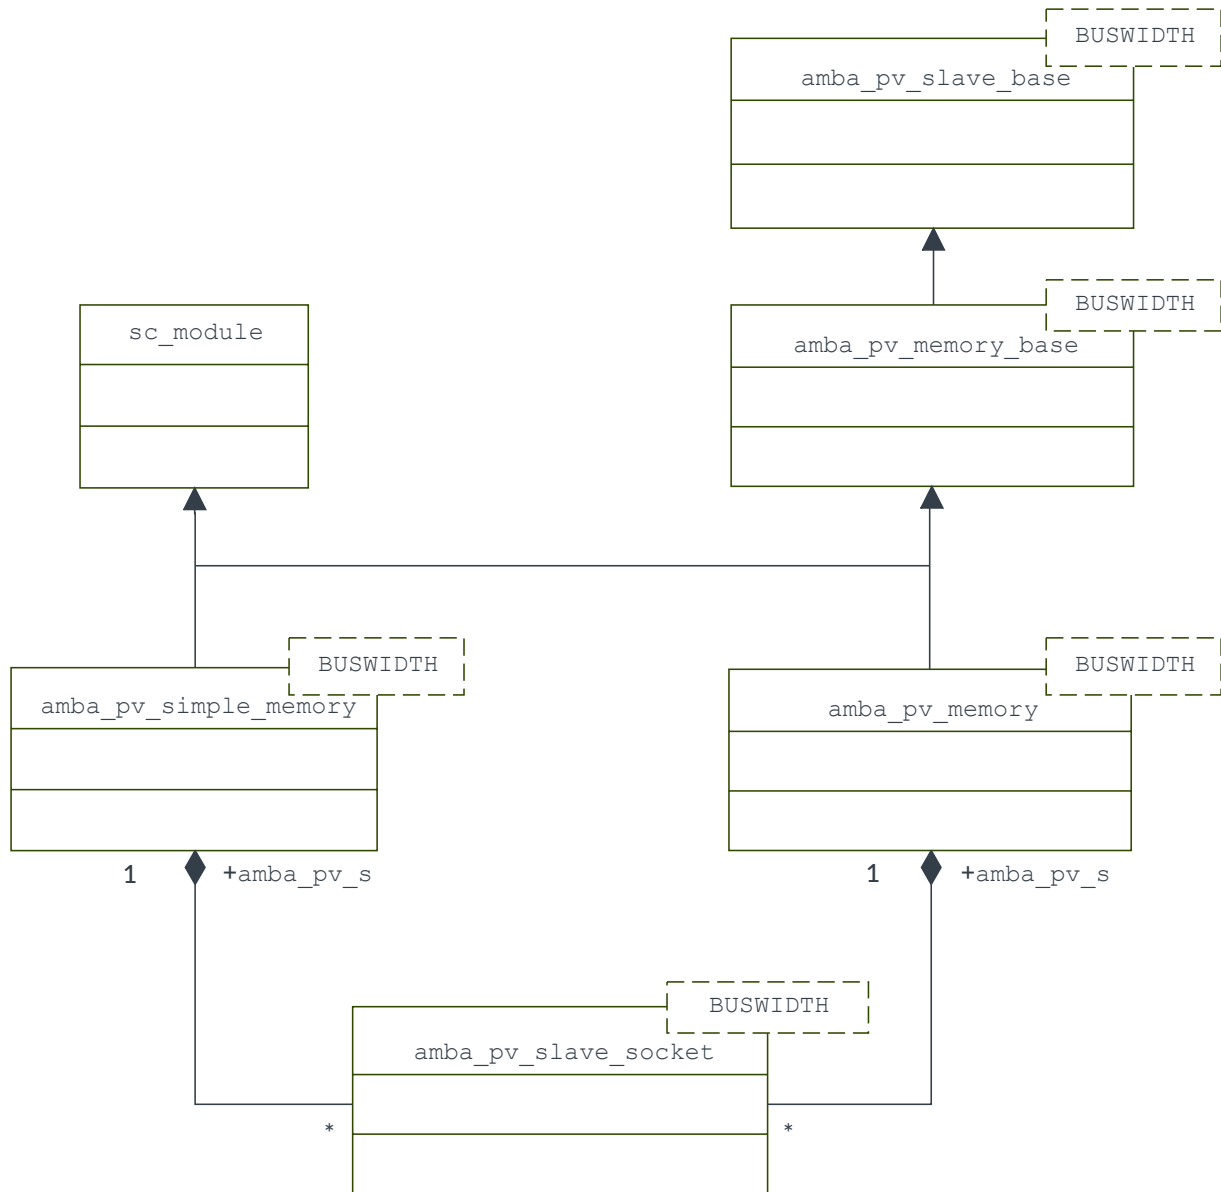 BUSWIDTH
amba_pv_slave_base
BUSWIDTH
sc_module
amba_pv_memory_base
BUSWIDTH
BUSWIDTH
amba_pv_simple_memory
amba_pv_memory
1
+amba_pv_s
1
+amba_pv_s
BUSWIDTH
amba_pv_slave_socket
*
*